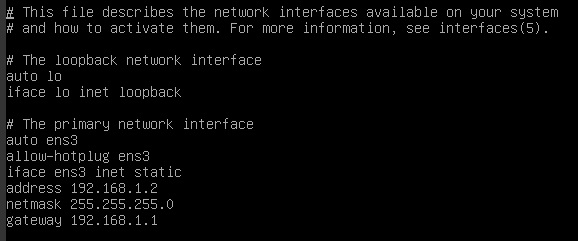 # This file describes the network interfaces available on your system
# and how to activate them. For more information, see interfaces(5).
# The loopback network interface
auto lo
iface lo inet loopback
# The primary network interface
auto ens3
allow-hotplug ens3
iface ens3 inet static
address 192.168.1.2
netmask 255.255.255.0
gateway 192.168.1.1